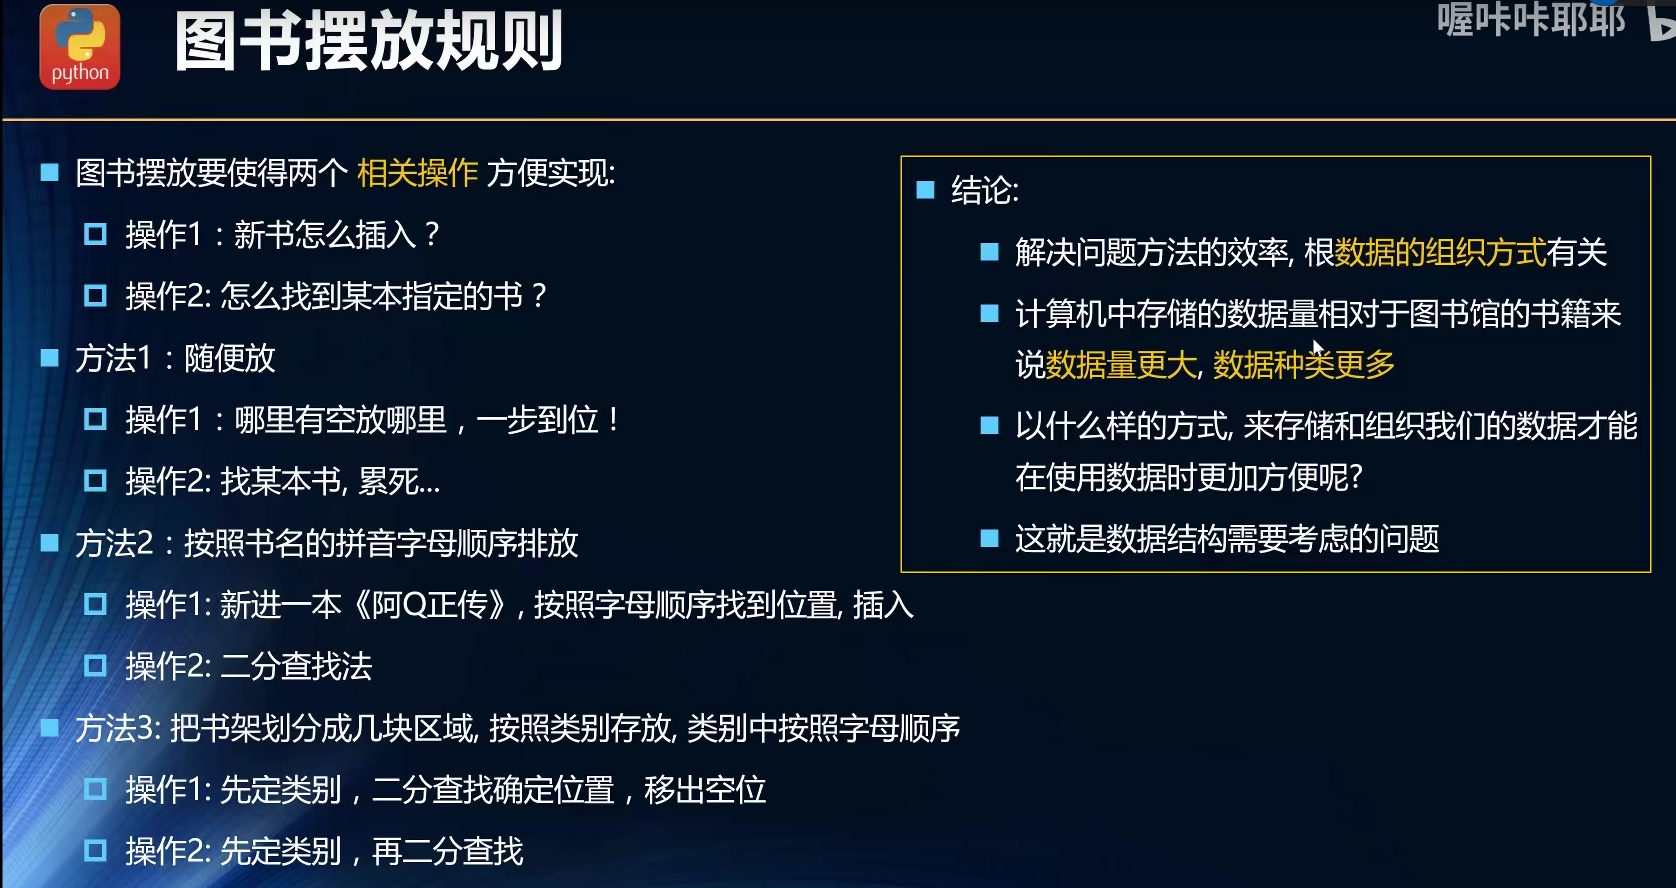 python
图书摆放规则
喔咔咔耶耶
图书摆放要使得两个 相关操作 方便实现:
操作1：新书怎么插入？
操作2: 怎么找到某本指定的书？
方法1：随便放
操作1：哪里有空放哪里，一步到位！
操作2: 找某本书, 累死...
方法2：按照书名的拼音字母顺序排放
操作1: 新进一本《阿Q正传》, 按照字母顺序找到位置, 插入
操作2: 二分查找法
方法3: 把书架划分成几块区域, 按照类别存放, 类别中按照字母顺序
操作1: 先定类别，二分查找确定位置，移出空位
操作2: 先定类别，再二分查找
结论:
解决问题方法的效率, 根数据的组织方式有关
计算机中存储的数据量相对于图书馆的书籍来
说数据量更大, 数据种类更多
以什么样的方式, 来存储和组织我们的数据才能
在使用数据时更加方便呢?
这就是数据结构需要考虑的问题